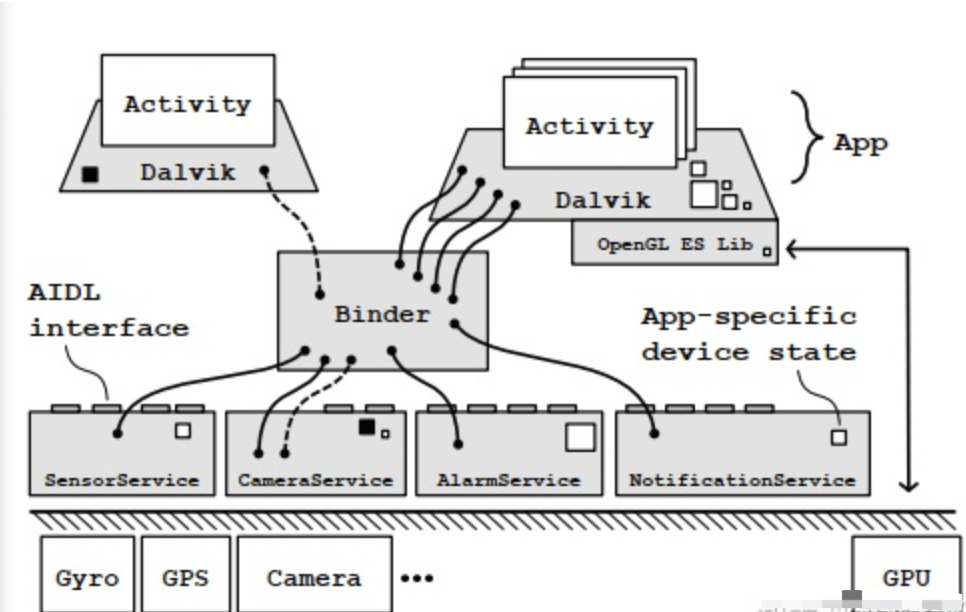 Activity
Dalvik
Activity
Dalvik
App
OpenGL ES Lib
AIDL
interface
Binder
App-specific
device state
SensorService
CameraService
AlarmService
NotificationService
Gyro
GPS
Camera
...
GPU